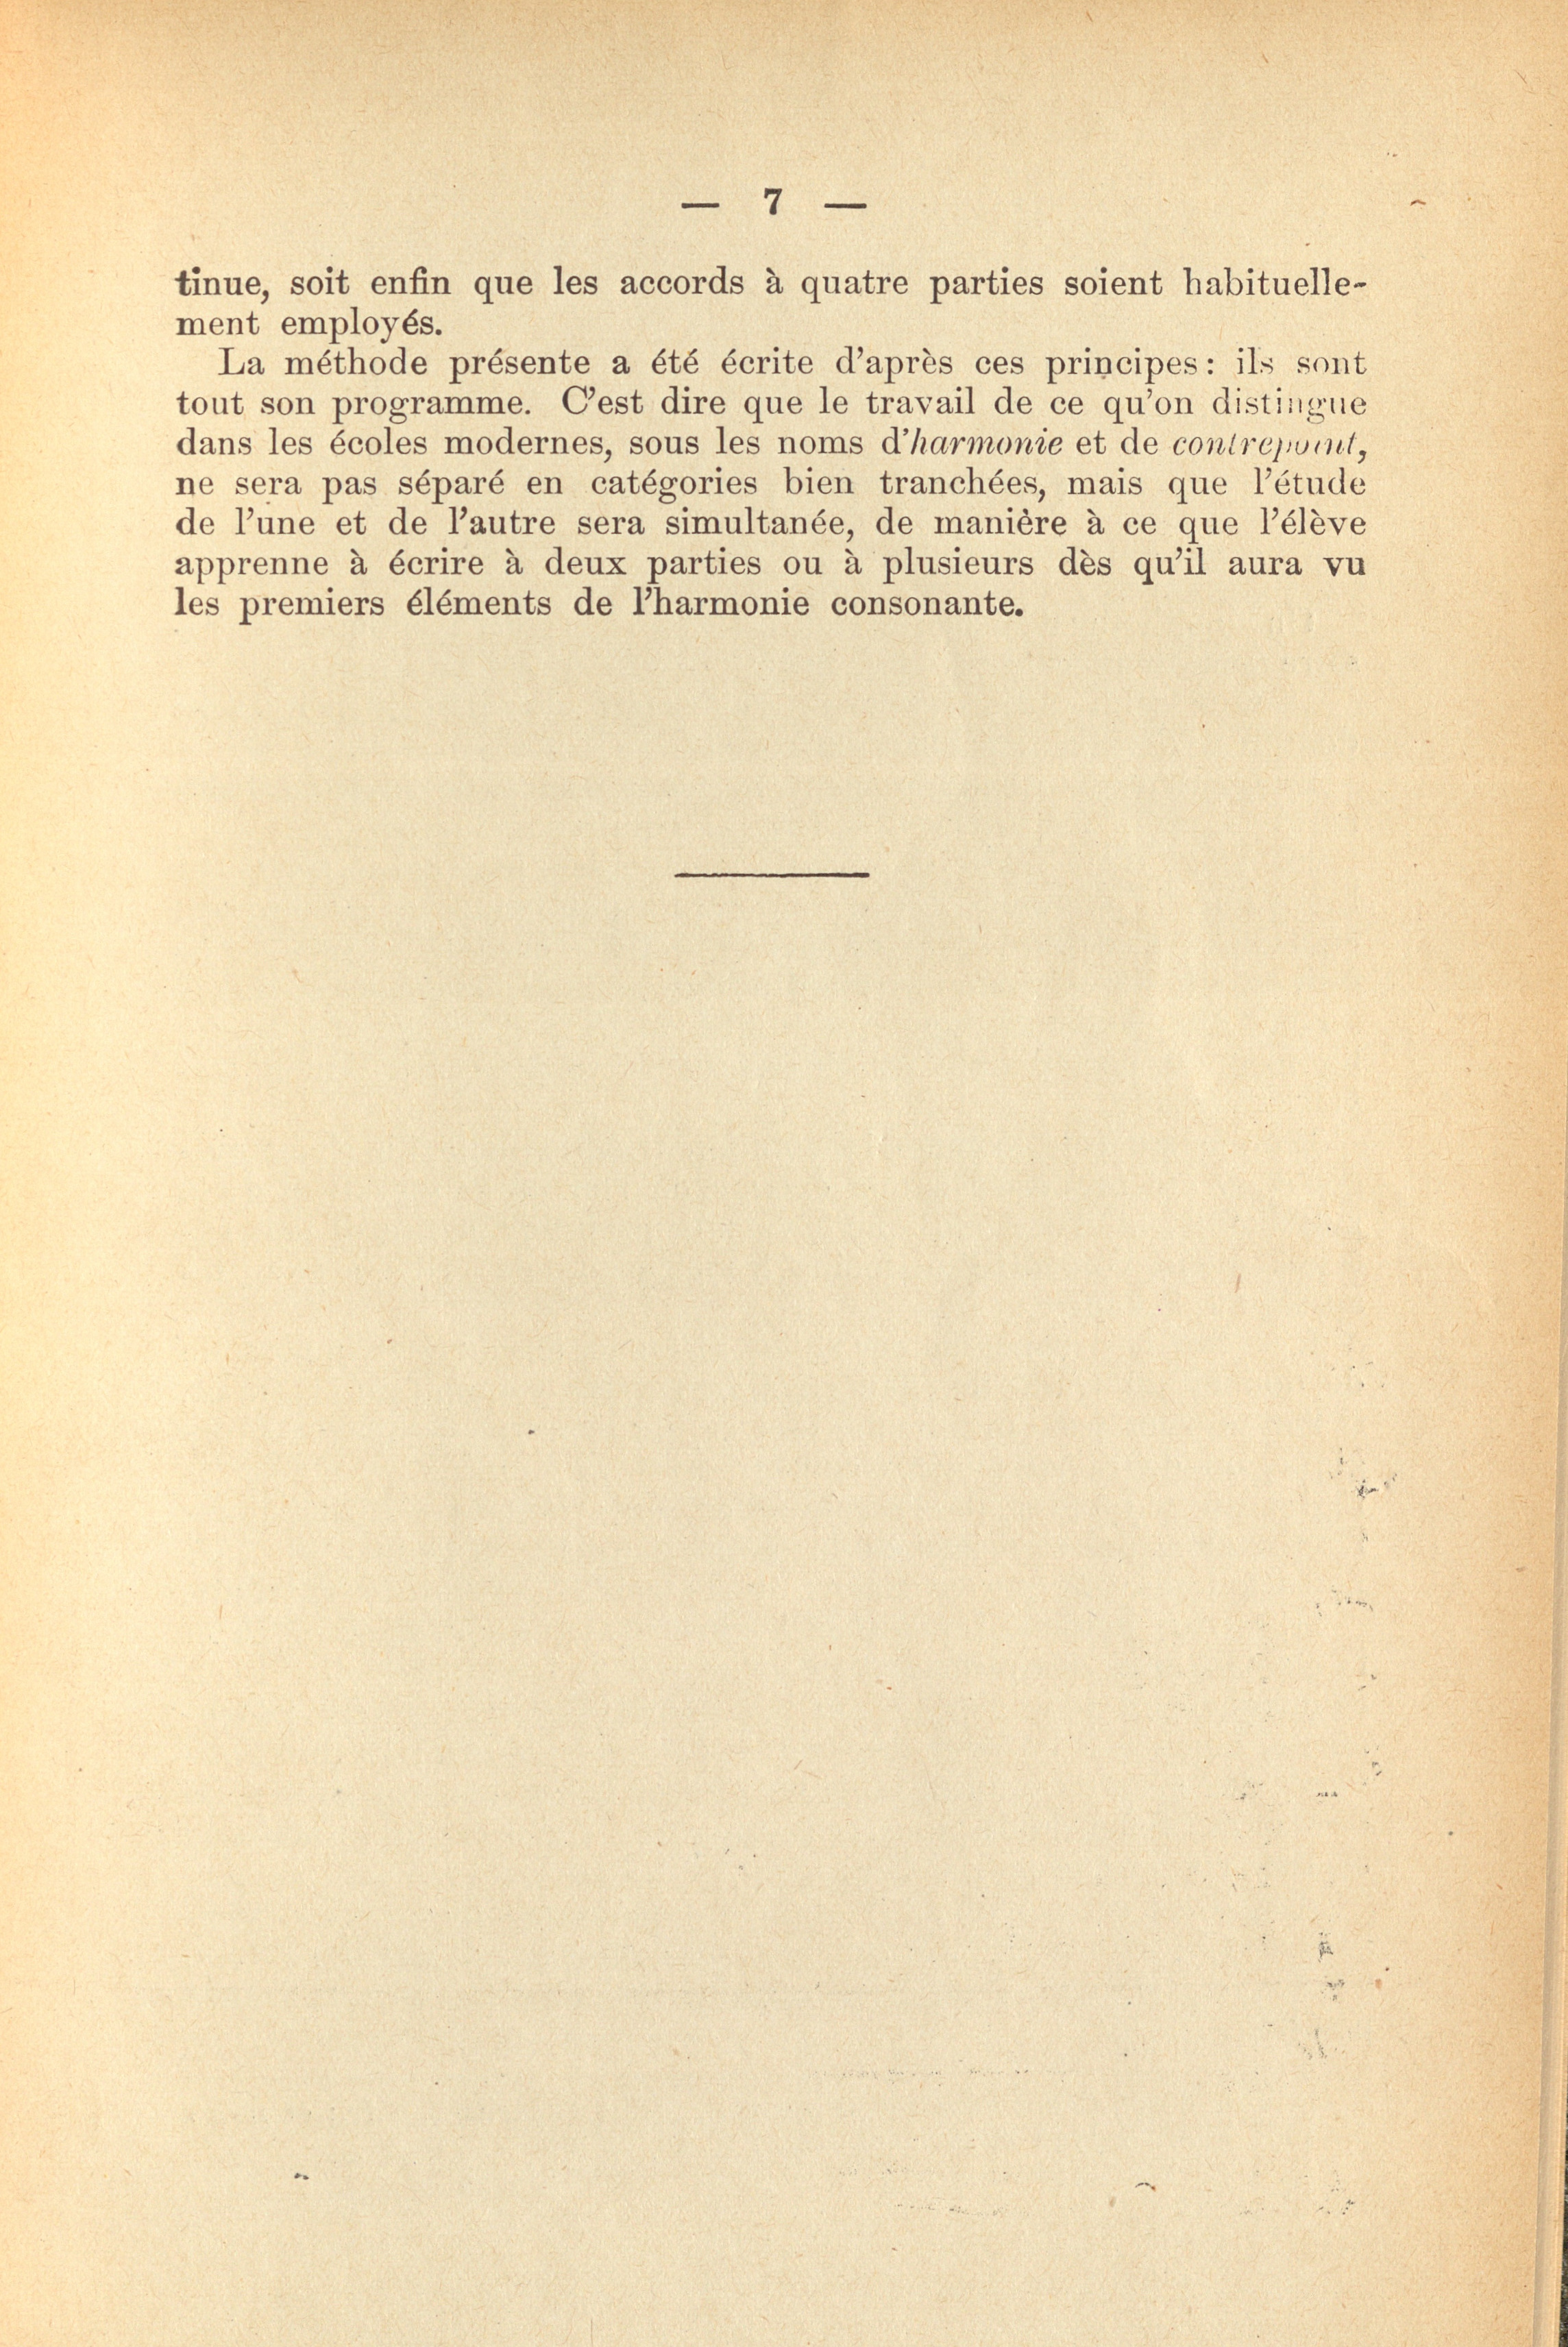 — 7 —
tinue, soit enfin que les accords à quatre parties soient habituelle-
ment employés.
La méthode présente a été écrite d'après ces principes: ils sont
tout son programme. C'est dire que le travail de ce qu'on distingue
dans les écoles modernes, sous les noms d'harmonie et de contrepoint,
ne sera pas séparé en catégories bien tranchées, mais que l'étude
de l'une et de l'autre sera simultanée, de manière à ce que l'élève
apprenne à écrire à deux parties ou à plusieurs dès qu'il aura vu
les premiers éléments de l'harmonie consonante.